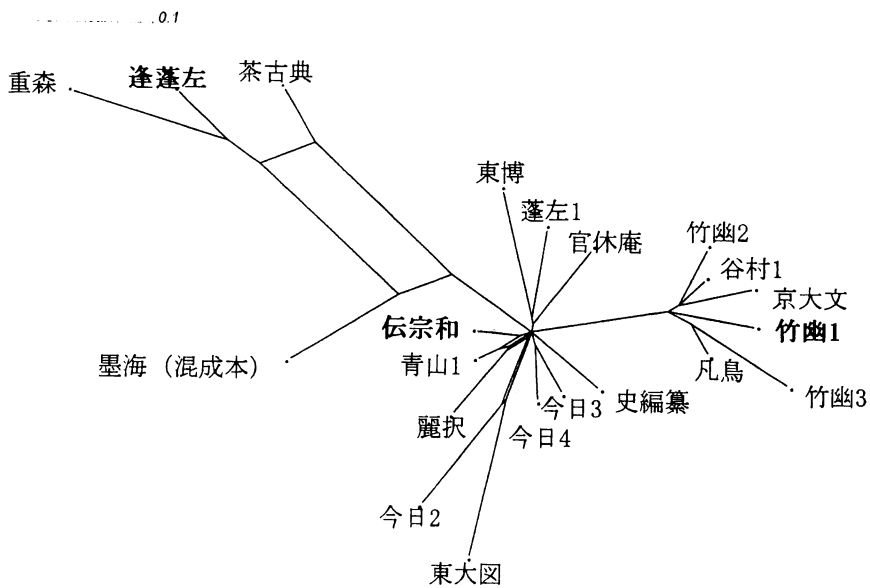 0.1
重森
逢蓬左
茶古典
東博
蓬左1
官休庵
竹幽2
谷村1
京大文
竹幽1
伝宗和
青山1
墨海（混成本）
凡鳥
竹幽3
今日3
史編纂
麗択
今日4
今日2
東大図